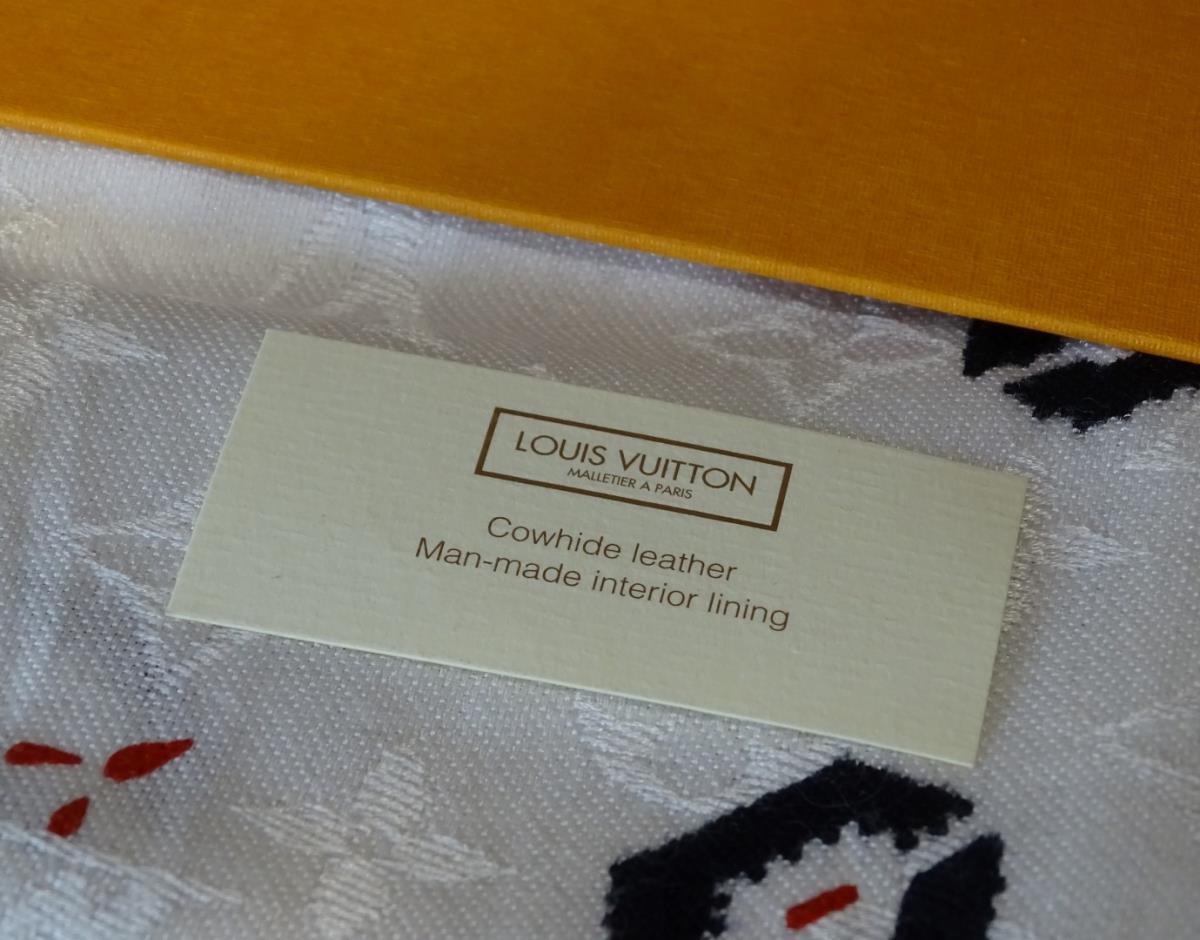 LOUIS VUITTON
MALLETIER A PARIS
Cowhide leather
Man-made interior lining